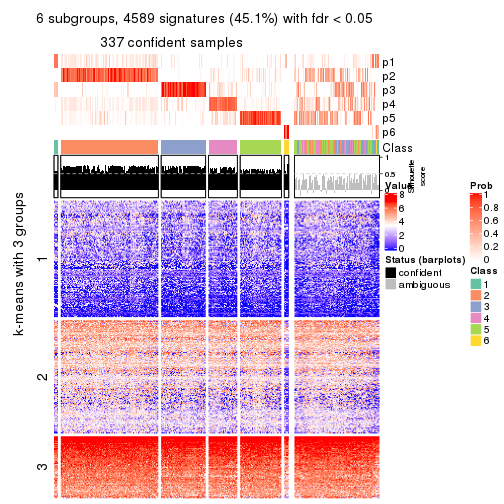 6 subgroups, 4589 signatures (45.1%) with fdr < 0.05
337 confident samples
p1
p2
p3
p4
p5
p6
Class
1
0.5
0
Silhouette
score
k-means with 3 groups
1
2
3
Value
8
6
4
2
0
Status (barplots)
confident
ambiguous
Prob
1
0.8
0.6
0.4
0.2
0
Class
1
2
3
4
5
6